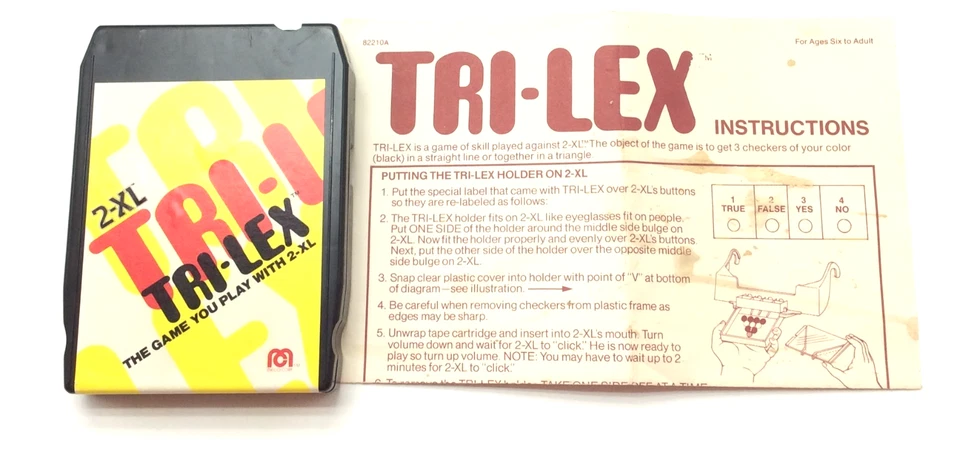 TRI-
2-XL™
TRI-L
TRI-LEX™
THE GAME YOU PLAY WITH 2-XL
82210A
For Ages Six to Adult
TRI-LEX™
INSTRUCTIONS
TRI-LEX is a game of skill played against 2-XL™. The object of the game is to get 3 checkers of your color
(black) in a straight line or together in a triangle.
PUTTING THE TRI-LEX HOLDER ON 2-XL
1. Put the special label that came with TRI-LEX over 2-XL's buttons
so they are re-labeled as follows:
2. The TRI-LEX holder fits on 2-XL like eyeglasses fit on people.
Put ONE SIDE of the holder around the middle side bulge on
2-XL. Now fit the holder properly and evenly over 2-XL's buttons.
Next, put the other side of the holder over the opposite middle
side bulge on 2-XL.
3. Snap clear plastic cover into holder with point of "V" at bottom
of diagram—see illustration.
4. Be careful when removing checkers from plastic frame as
edges may be sharp.
5. Unwrap tape cartridge and insert into 2-XL's mouth. Turn
volume down and wait for 2-XL to "click." He is now ready to
play so turn up volume. NOTE: You may have to wait up to 2
minutes for 2-XL to "click."
1 2 3 4
TRUE FALSE YES NO